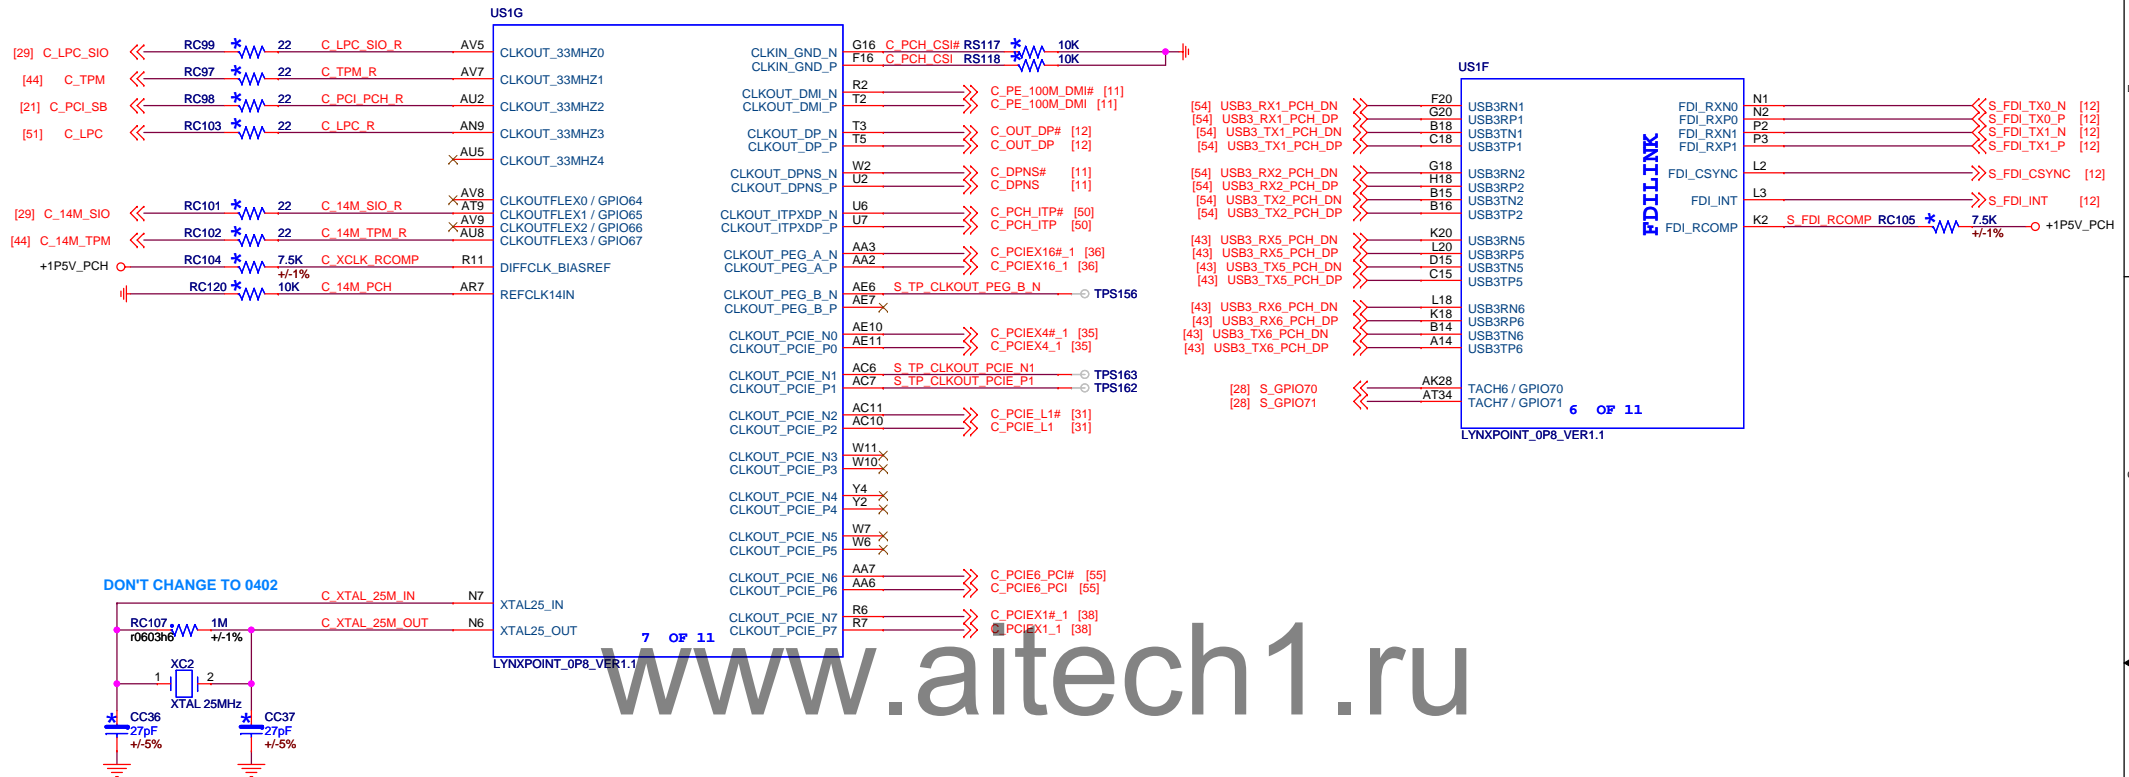 US1G
[29] C_LPC_SIO RC99 * 22 C_LPC_SIO_R AV5 CLKOUT_33MHZ0
[44] C_TPM RC97 * 22 C_TPM_R AV7 CLKOUT_33MHZ1
[21] C_PCI_SB RC98 * 22 C_PCI_PCH_R AU2 CLKOUT_33MHZ2
[51] C_LPC RC103 * 22 C_LPC_R AN9 CLKOUT_33MHZ3
AU5 CLKOUT_33MHZ4
AV8 CLKOUTFLEX0 / GPIO64
[29] C_14M_SIO RC101 * 22 C_14M_SIO_R AT9 CLKOUTFLEX1 / GPIO65
AV9 CLKOUTFLEX2 / GPIO66
[44] C_14M_TPM RC102 * 22 C_14M_TPM_R AU8 CLKOUTFLEX3 / GPIO67
+1P5V_PCH RC104 * 7.5K C_XCLK_RCOMP R11 DIFFCLK_BIASREF
+/-1%
RC120 * 10K C_14M_PCH AR7 REFCLK14IN
DON'T CHANGE TO 0402
C_XTAL_25M_IN N7 XTAL25_IN
RC107 * 1M C_XTAL_25M_OUT N6 XTAL25_OUT
r0603h6 +/-1%
XC2
1 2
XTAL 25MHz
* CC36 * CC37
27pF 27pF
+/-5% +/-5%
CLKIN_GND_N G16 C_PCH_CSI# RS117 * 10K
CLKIN_GND_P F16 C_PCH_CSI RS118 * 10K
CLKOUT_DMI_N R2 C_PE_100M_DMI# [11]
CLKOUT_DMI_P T2 C_PE_100M_DMI [11]
CLKOUT_DP_N T3 C_OUT_DP# [12]
CLKOUT_DP_P T5 C_OUT_DP [12]
CLKOUT_DPNS_N W2 C_DPNS# [11]
CLKOUT_DPNS_P U2 C_DPNS [11]
CLKOUT_ITPXDP_N U6 C_PCH_ITP# [50]
CLKOUT_ITPXDP_P U7 C_PCH_ITP [50]
CLKOUT_PEG_A_N AA3 C_PCIEX16#_1 [36]
CLKOUT_PEG_A_P AA2 C_PCIEX16_1 [36]
CLKOUT_PEG_B_N AE6 S_TP_CLKOUT_PEG_B_N TPS156
CLKOUT_PEG_B_P AE7
CLKOUT_PCIE_N0 AE10 C_PCIEX4#_1 [35]
CLKOUT_PCIE_P0 AE11 C_PCIEX4_1 [35]
CLKOUT_PCIE_N1 AC6 S_TP_CLKOUT_PCIE_N1 TPS163
CLKOUT_PCIE_P1 AC7 S_TP_CLKOUT_PCIE_P1 TPS162
CLKOUT_PCIE_N2 AC11 C_PCIE_L1# [31]
CLKOUT_PCIE_P2 AC10 C_PCIE_L1 [31]
CLKOUT_PCIE_N3 W11
CLKOUT_PCIE_P3 W10
CLKOUT_PCIE_N4 Y4
CLKOUT_PCIE_P4 Y2
CLKOUT_PCIE_N5 W7
CLKOUT_PCIE_P5 W6
CLKOUT_PCIE_N6 AA7 C_PCIE6_PCI# [55]
CLKOUT_PCIE_P6 AA6 C_PCIE6_PCI [55]
CLKOUT_PCIE_N7 R6 C_PCIEX1#_1 [38]
CLKOUT_PCIE_P7 R7 C_PCIEX1_1 [38]
7 OF 11
LYNXPOINT_0P8_VER1.1
US1F
[54] USB3_RX1_PCH_DN F20 USB3RN1
[54] USB3_RX1_PCH_DP G20 USB3RP1
[54] USB3_TX1_PCH_DN B18 USB3TN1
[54] USB3_TX1_PCH_DP C18 USB3TP1
[54] USB3_RX2_PCH_DN G18 USB3RN2
[54] USB3_RX2_PCH_DP H18 USB3RP2
[54] USB3_TX2_PCH_DN B15 USB3TN2
[54] USB3_TX2_PCH_DP B16 USB3TP2
[43] USB3_RX5_PCH_DN K20 USB3RN5
[43] USB3_RX5_PCH_DP L20 USB3RP5
[43] USB3_TX5_PCH_DN D15 USB3TN5
[43] USB3_TX5_PCH_DP C15 USB3TP5
[43] USB3_RX6_PCH_DN L18 USB3RN6
[43] USB3_RX6_PCH_DP K18 USB3RP6
[43] USB3_TX6_PCH_DN B14 USB3TN6
[43] USB3_TX6_PCH_DP A14 USB3TP6
[28] S_GPIO70 AK28 TACH6 / GPIO70
[28] S_GPIO71 AT34 TACH7 / GPIO71
FDILINK
FDI_RXN0 N1 S_FDI_TX0_N [12]
FDI_RXP0 N2 S_FDI_TX0_P [12]
FDI_RXN1 P2 S_FDI_TX1_N [12]
FDI_RXP1 P3 S_FDI_TX1_P [12]
FDI_CSYNC L2 S_FDI_CSYNC [12]
FDI_INT L3 S_FDI_INT [12]
FDI_RCOMP K2 S_FDI_RCOMP RC105 * 7.5K +1P5V_PCH
+/-1%
6 OF 11
LYNXPOINT_0P8_VER1.1
www.aitech1.ru